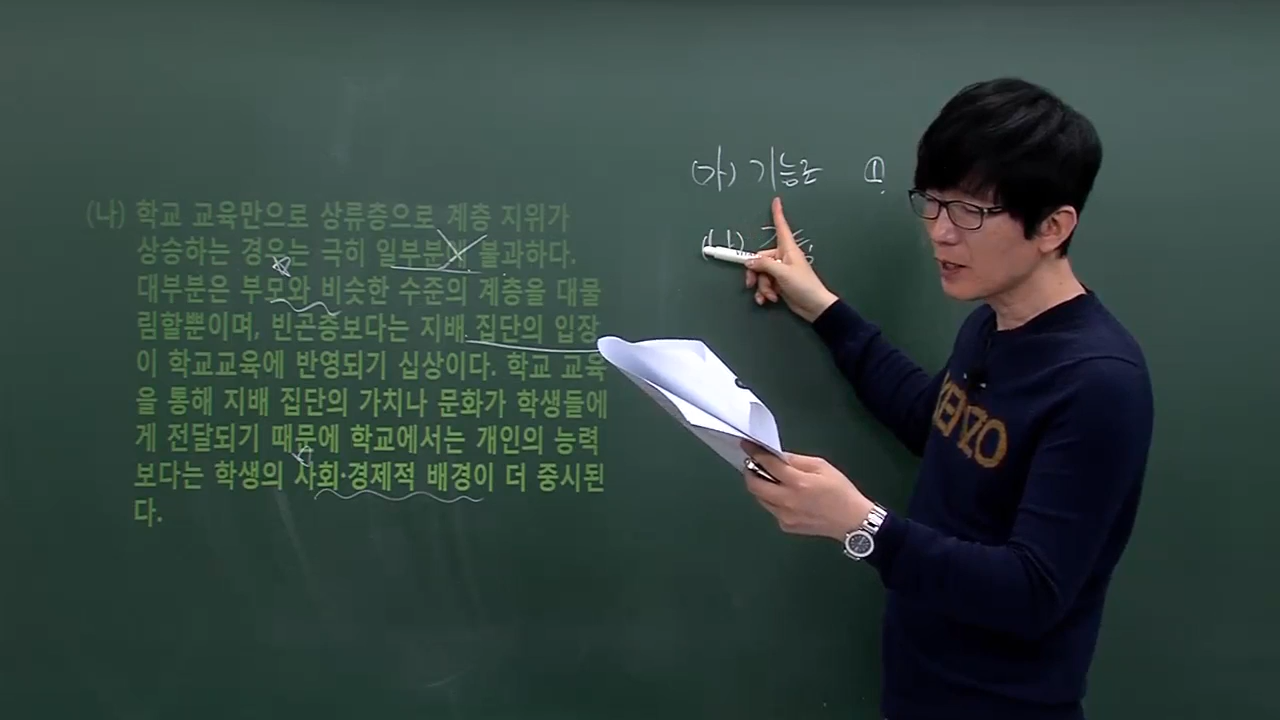 (나) 학교 교육만으로 상류층으로 계층 지위가
상승하는 경우는 극히 일부분에 불과하다.
대부분은 부모와 비슷한 수준의 계층을 대물
림할뿐이며, 빈곤층보다는 지배 집단의 입장
이 학교교육에 반영되기 십상이다. 학교 교육
을 통해 지배 집단의 가치나 문화가 학생들에
게 전달되기 때문에 학교에서는 개인의 능력
보다는 학생의 사회·경제적 배경이 더 중시된
다.
(가) 기능론 ①
(나)
KENZO